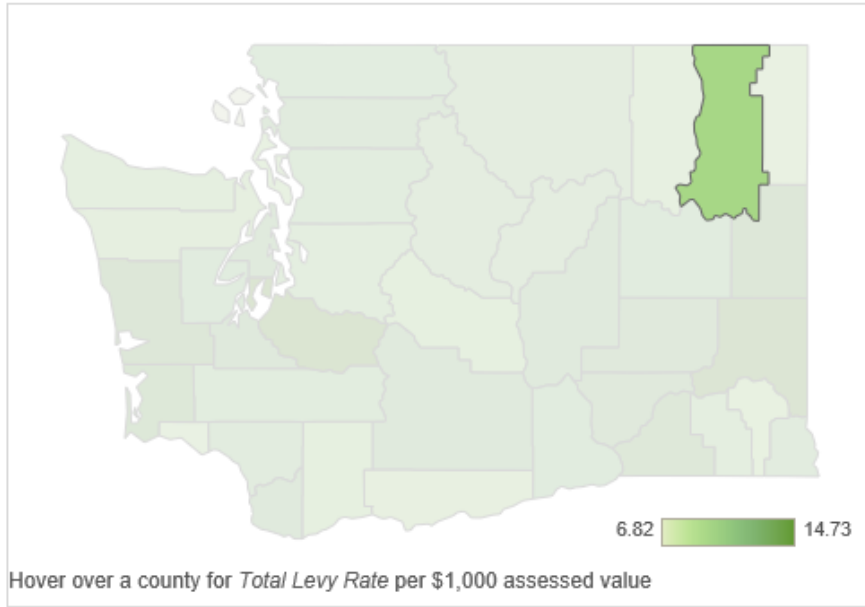 6.82 14.73
Hover over a county for Total Levy Rate per $1,000 assessed value